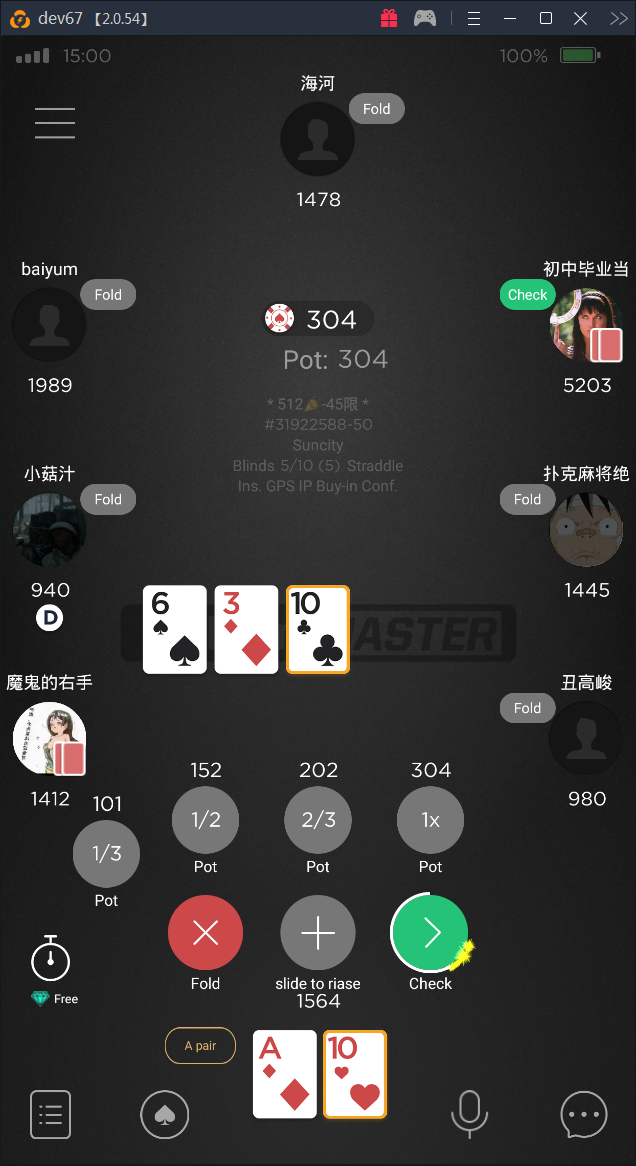 dev67 【2.0.54】
15:00
100%
海河
Fold
1478
baiyum
Fold
1989
初中毕业当
Check
5203
304
Pot: 304
* 512 -45限 *
#31922588-50
Suncity
Blinds 5/10 (5) Straddle
Ins. GPS IP Buy-in Conf.
小菇汁
Fold
940
D
扑克麻将绝
Fold
1445
6
3
10
MASTER
魔鬼的右手
1412
丑高峻
Fold
980
101
1/3
Pot
152
1/2
Pot
202
2/3
Pot
304
1x
Pot
Fold
slide to riase
1564
Check
Free
A pair
A
10